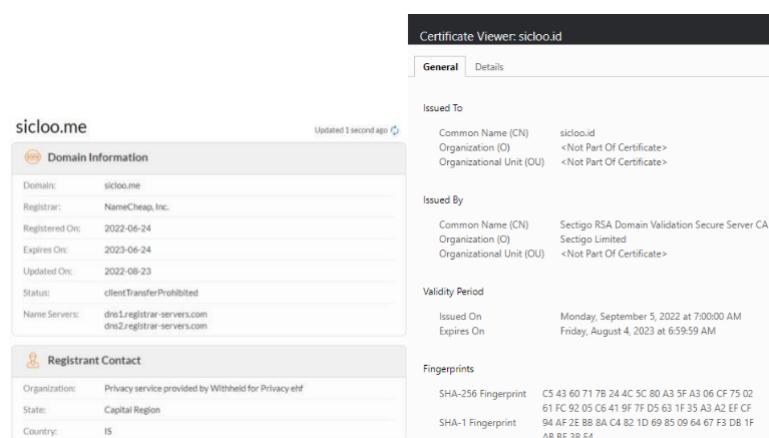 sicloo.me
Updated 1 second ago
Domain Information
Domain: sicloo.me
Registrar: NameCheap, Inc.
Registered On: 2022-06-24
Expires On: 2023-06-24
Updated On: 2022-08-23
Status: clientTransferProhibited
Name Servers: dns1.registrar-servers.com
dns2.registrar-servers.com
Registrant Contact
Organization: Privacy service provided by Withheld for Privacy ehf
State: Capital Region
Country: IS
Certificate Viewer: sicloo.id
General Details
Issued To
Common Name (CN) sicloo.id
Organization (O) <Not Part Of Certificate>
Organizational Unit (OU) <Not Part Of Certificate>
Issued By
Common Name (CN) Sectigo RSA Domain Validation Secure Server CA
Organization (O) Sectigo Limited
Organizational Unit (OU) <Not Part Of Certificate>
Validity Period
Issued On Monday, September 5, 2022 at 7:00:00 AM
Expires On Friday, August 4, 2023 at 6:59:59 AM
Fingerprints
SHA-256 Fingerprint C5 43 60 71 7B 24 4C 5C 80 A3 5F A3 06 CF 75 02
61 FC 92 05 C6 41 9F 7F D5 63 1F 35 A3 A2 EF CF
SHA-1 Fingerprint 94 AF 2E BB 8A C4 82 1D 69 85 09 64 67 F3 DB 1F